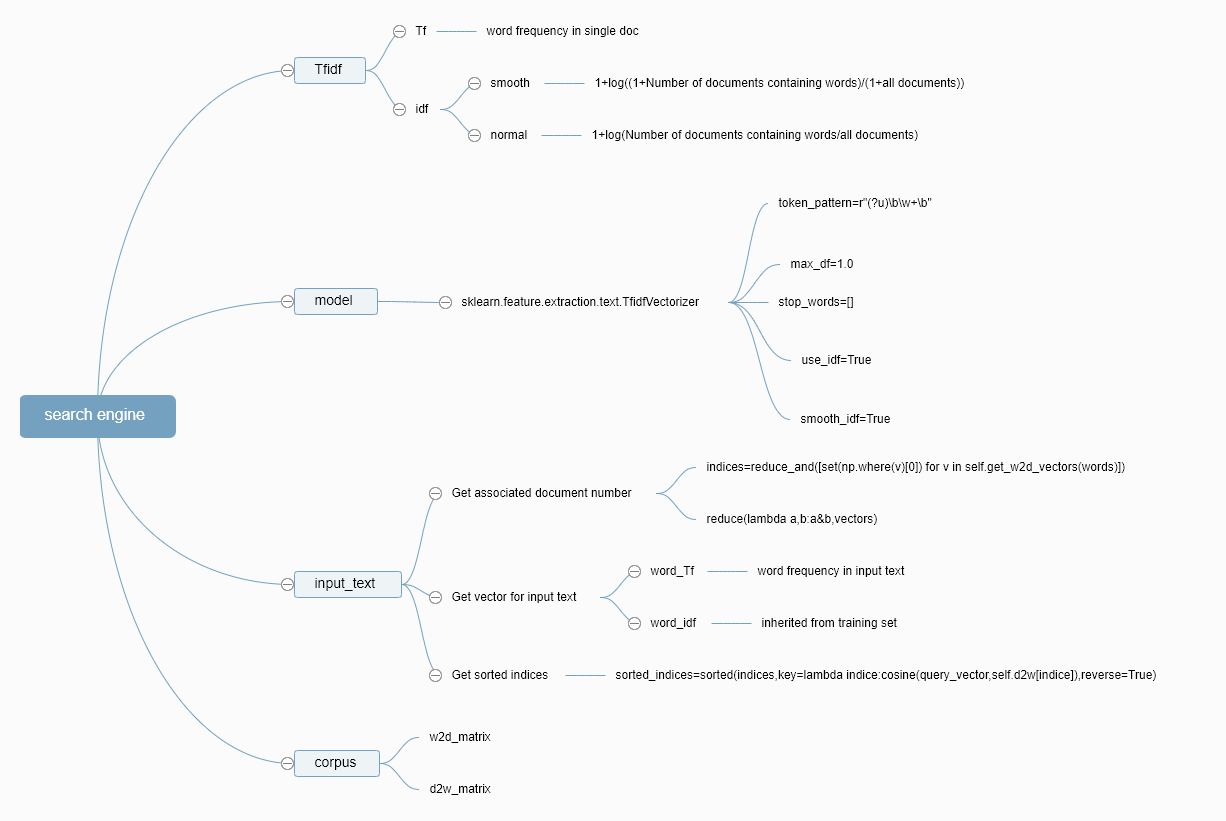 search engine
Tfidf
Tf
word frequency in single doc
idf
smooth
1+log((1+Number of documents containing words)/(1+all documents))
normal
1+log(Number of documents containing words/all documents)
model
sklearn.feature.extraction.text.TfidfVectorizer
token_pattern=r"(?u)\b\w+\b"
max_df=1.0
stop_words=[]
use_idf=True
smooth_idf=True
input_text
Get associated document number
indices=reduce_and([set(np.where(v)[0]) for v in self.get_w2d_vectors(words)])
reduce(lambda a,b:a&b,vectors)
Get vector for input text
word_Tf
word frequency in input text
word_idf
inherited from training set
Get sorted indices
sorted_indices=sorted(indices,key=lambda indice:cosine(query_vector,self.d2w[indice]),reverse=True)
corpus
w2d_matrix
d2w_matrix